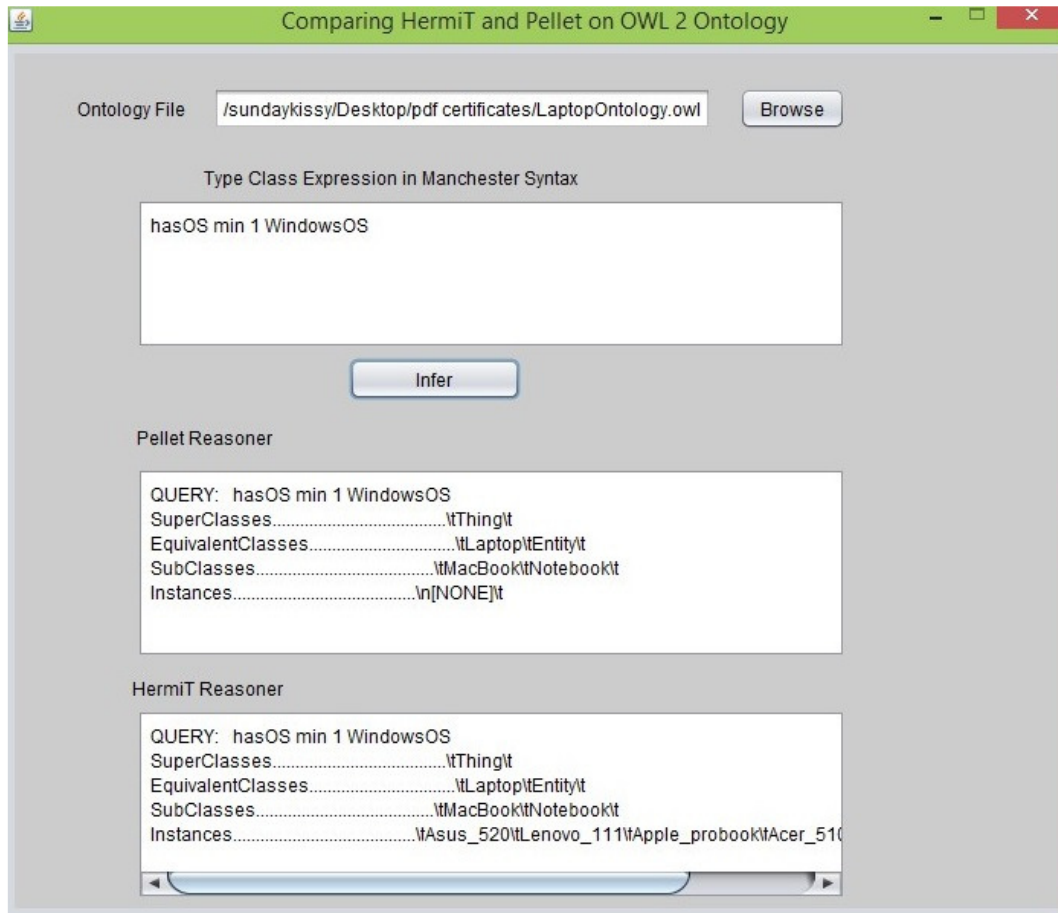 Comparing HermiT and Pellet on OWL 2 Ontology
Ontology File /sundaykissy/Desktop/pdf certificates/LaptopOntology.owl Browse
Type Class Expression in Manchester Syntax
hasOS min 1 WindowsOS
Infer
Pellet Reasoner
QUERY: hasOS min 1 WindowsOS
SuperClasses......................................\tThing\t
EquivalentClasses................................\tLaptop\tEntity\t
SubClasses.......................................\tMacBook\tNotebook\t
Instances........................................\n[NONE]\t
HermiT Reasoner
QUERY: hasOS min 1 WindowsOS
SuperClasses......................................\tThing\t
EquivalentClasses................................\tLaptop\tEntity\t
SubClasses.......................................\tMacBook\tNotebook\t
Instances........................................\tAsus_520\tLenovo_111\tApple_probook\tAcer_510